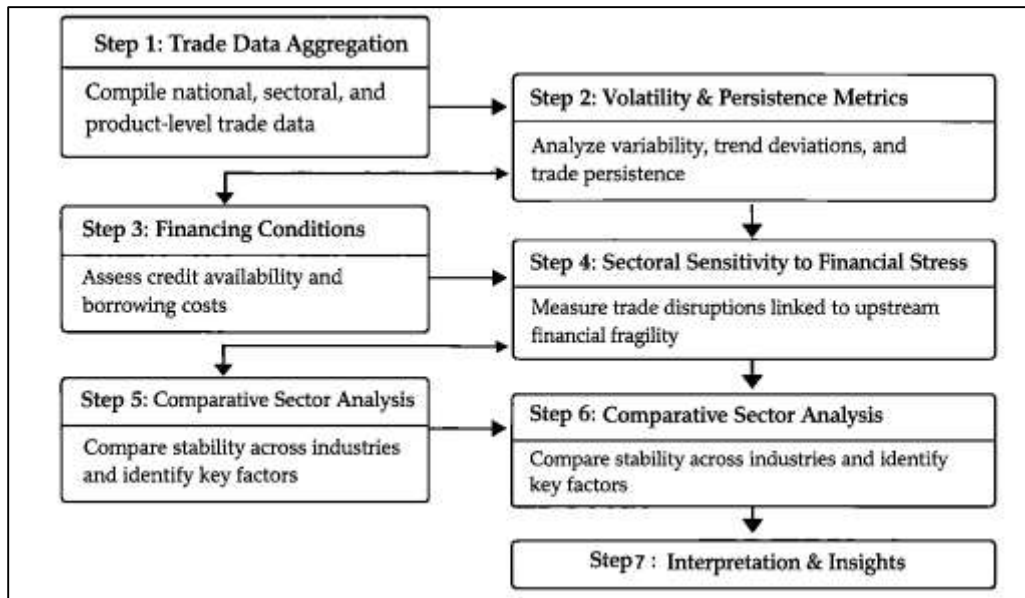 Step 1: Trade Data Aggregation
Compile national, sectoral, and
product-level trade data
Step 2: Volatility & Persistence Metrics
Analyze variability, trend deviations, and
trade persistence
Step 3: Financing Conditions
Assess credit availability and
borrowing costs
Step 4: Sectoral Sensitivity to Financial Stress
Measure trade disruptions linked to upstream
financial fragility
Step 5: Comparative Sector Analysis
Compare stability across industries
and identify key factors
Step 6: Comparative Sector Analysis
Compare stability across industries and identify
key factors
Step7 : Interpretation & Insights